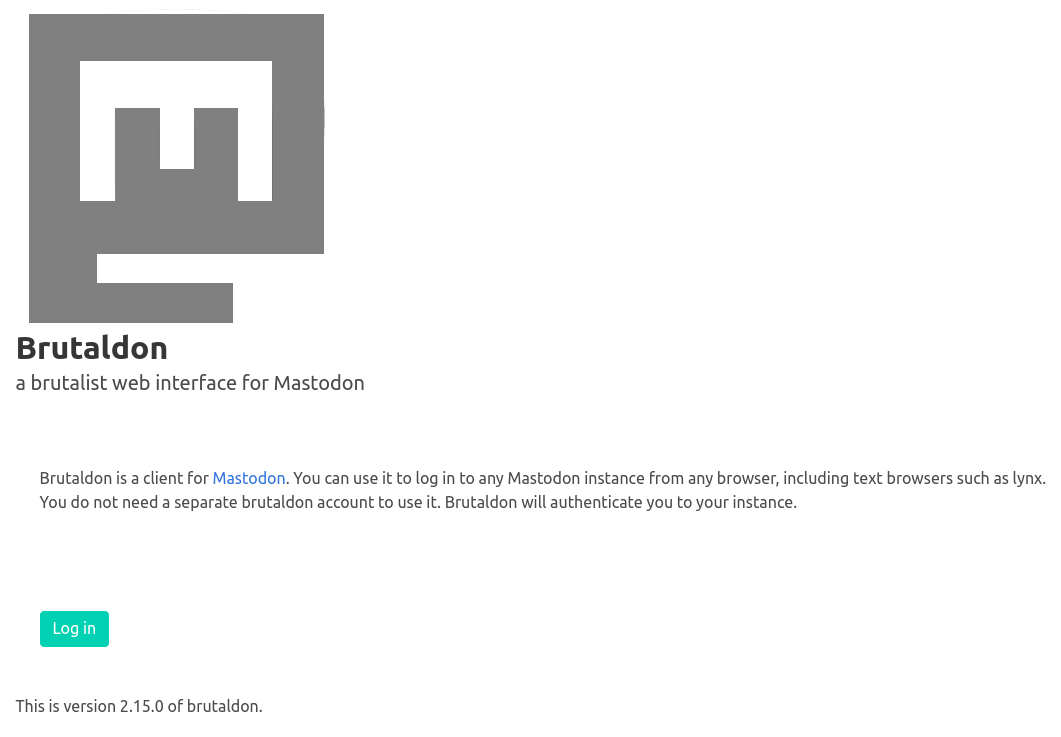 Brutaldon
a brutalist web interface for Mastodon
Brutaldon is a client for Mastodon. You can use it to log in to any Mastodon instance from any browser, including text browsers such as lynx.
You do not need a separate brutaldon account to use it. Brutaldon will authenticate you to your instance.
Log in
This is version 2.15.0 of brutaldon.